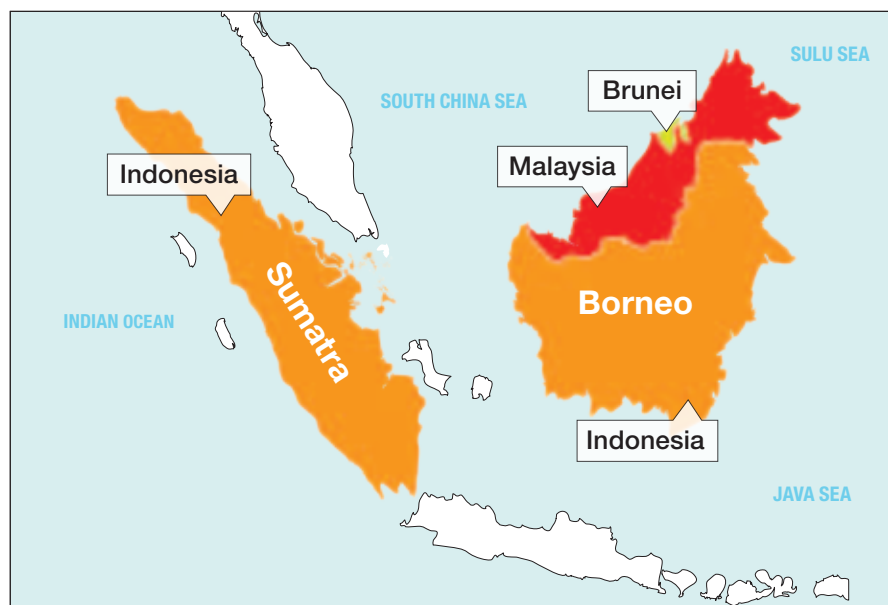 SULU SEA
Brunei
SOUTH CHINA SEA
Malaysia
Indonesia
Sumatra
Borneo
INDIAN OCEAN
Indonesia
JAVA SEA